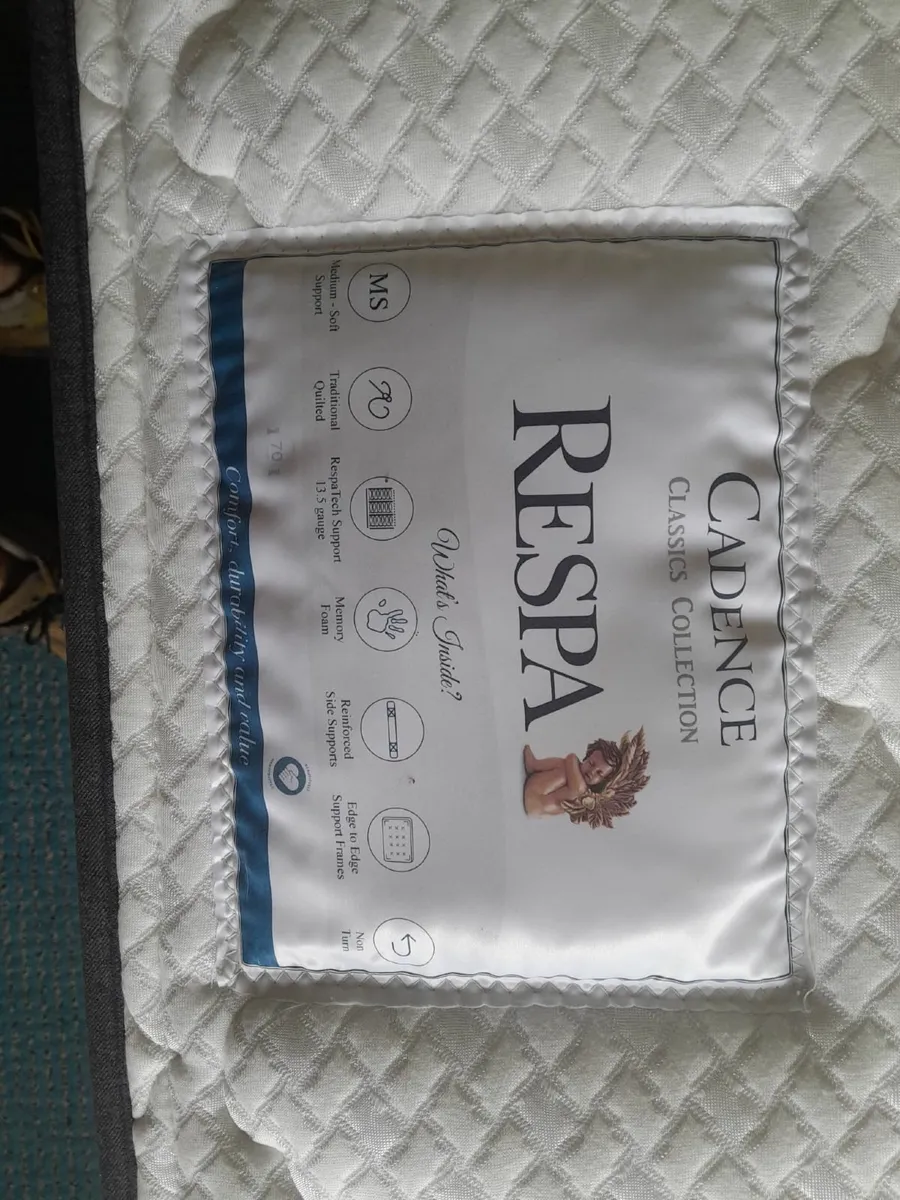 CADENCE
CLASSICS COLLECTION
RESPA
What's Inside?
MS
Medium - Soft
Support
Traditional
Quilted
RespaTech Support
13.5 gauge
Memory
Foam
Reinforced
Side Supports
Edge to Edge
Support Frames
Non
Turn
Comfort, durability and value